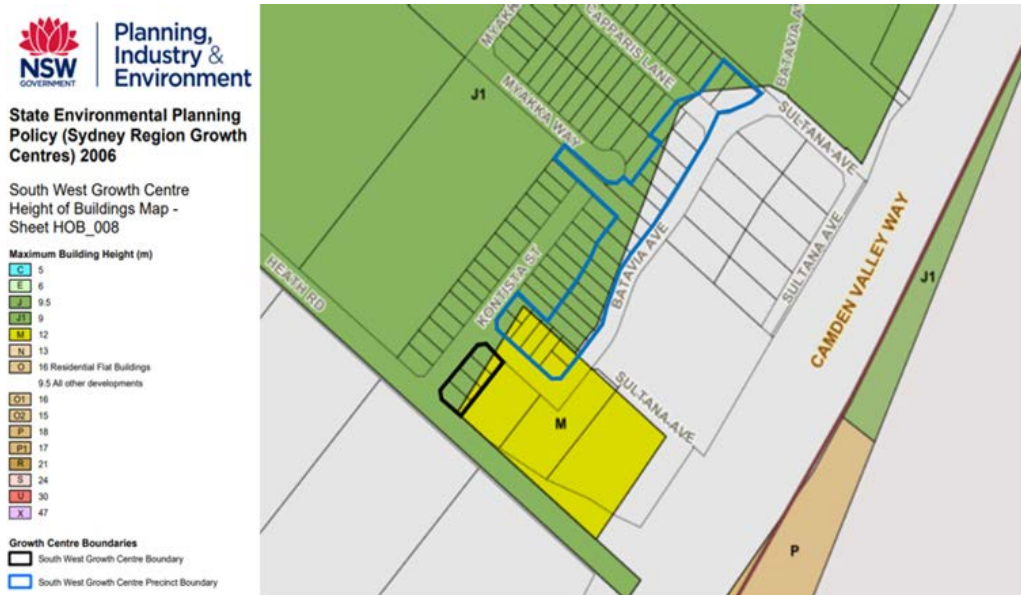 NSW
GOVERNMENT
Planning,
Industry &
Environment
State Environmental Planning
Policy (Sydney Region Growth
Centres) 2006
South West Growth Centre
Height of Buildings Map -
Sheet HOB_008
Maximum Building Height (m)
C 5
E 6
J 9.5
J1 9
M 12
N 13
O 16 Residential Flat Buildings
9.5 All other developments
O1 16
O2 15
P 18
P1 17
R 21
S 24
U 30
X 47
Growth Centre Boundaries
South West Growth Centre Boundary
South West Growth Centre Precinct Boundary
CAPPARIS LANE
J1
MYAKKA WAY
SULTANA AVE
BATAVIA AVE
KONTISTA ST
HEATH RD
SULTANA AVE
CAMDEN VALLEY WAY
J1
SULTANA AVE
M
P